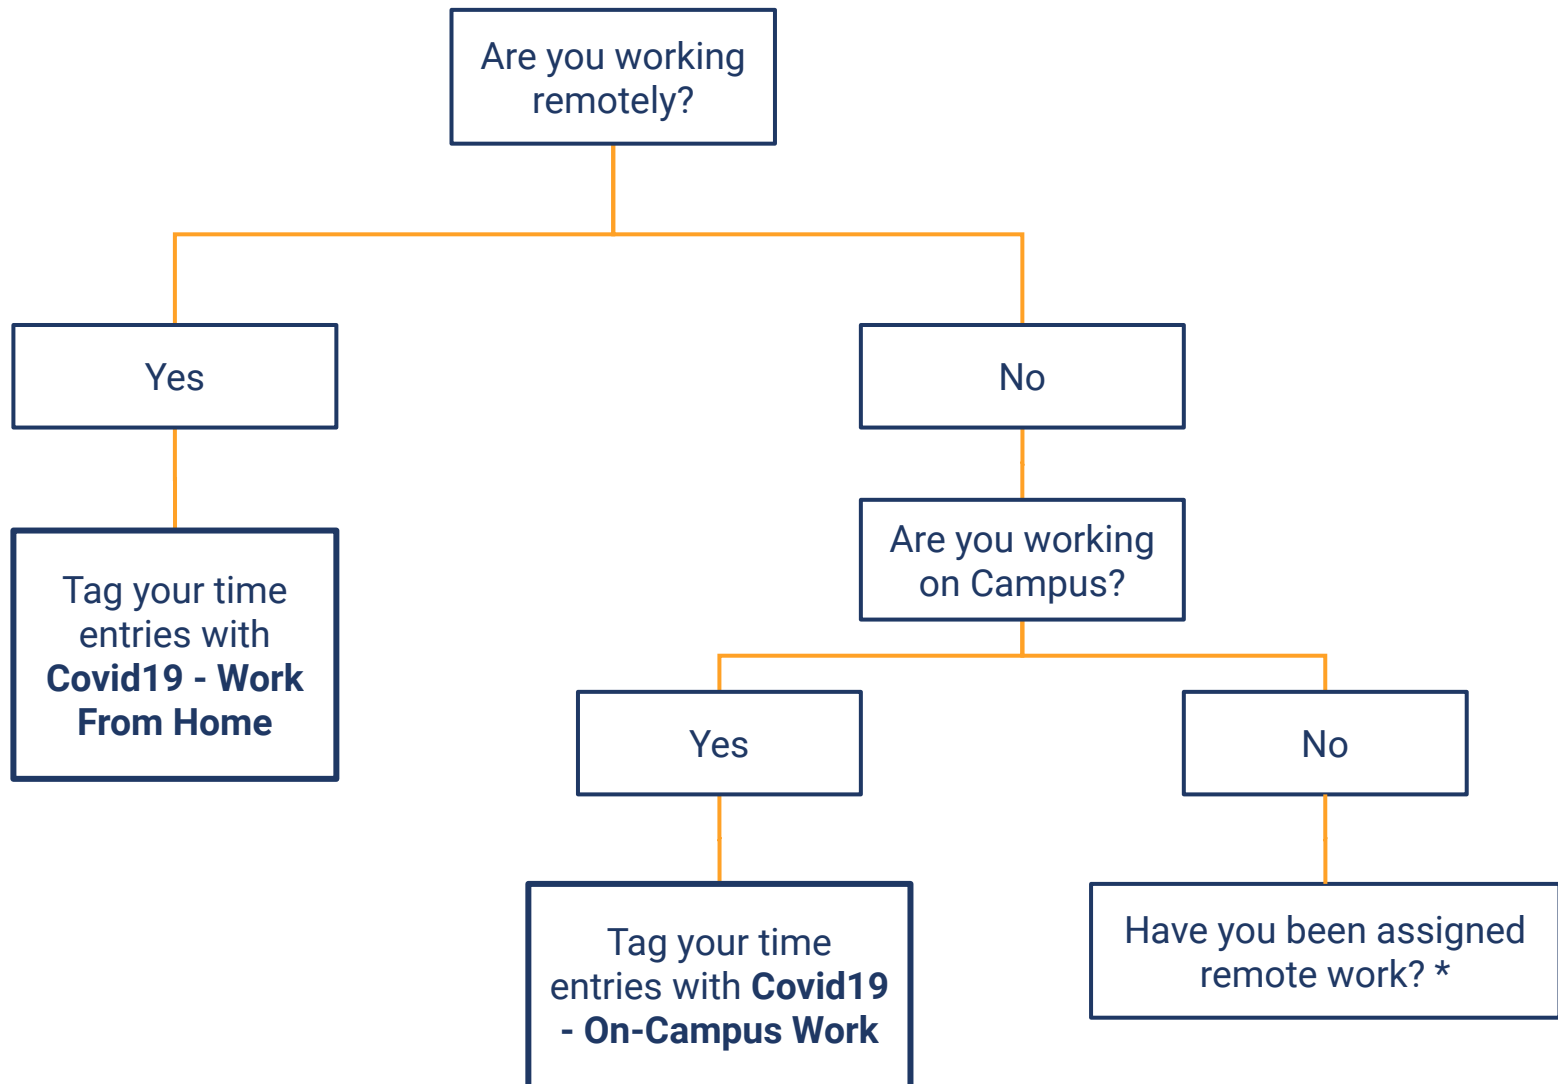 Are you working
remotely?
Yes
No
Tag your time
entries with
Covid19 - Work
From Home
Are you working
on Campus?
Yes
No
Tag your time
entries with Covid19
- On-Campus Work
Have you been assigned
remote work? *